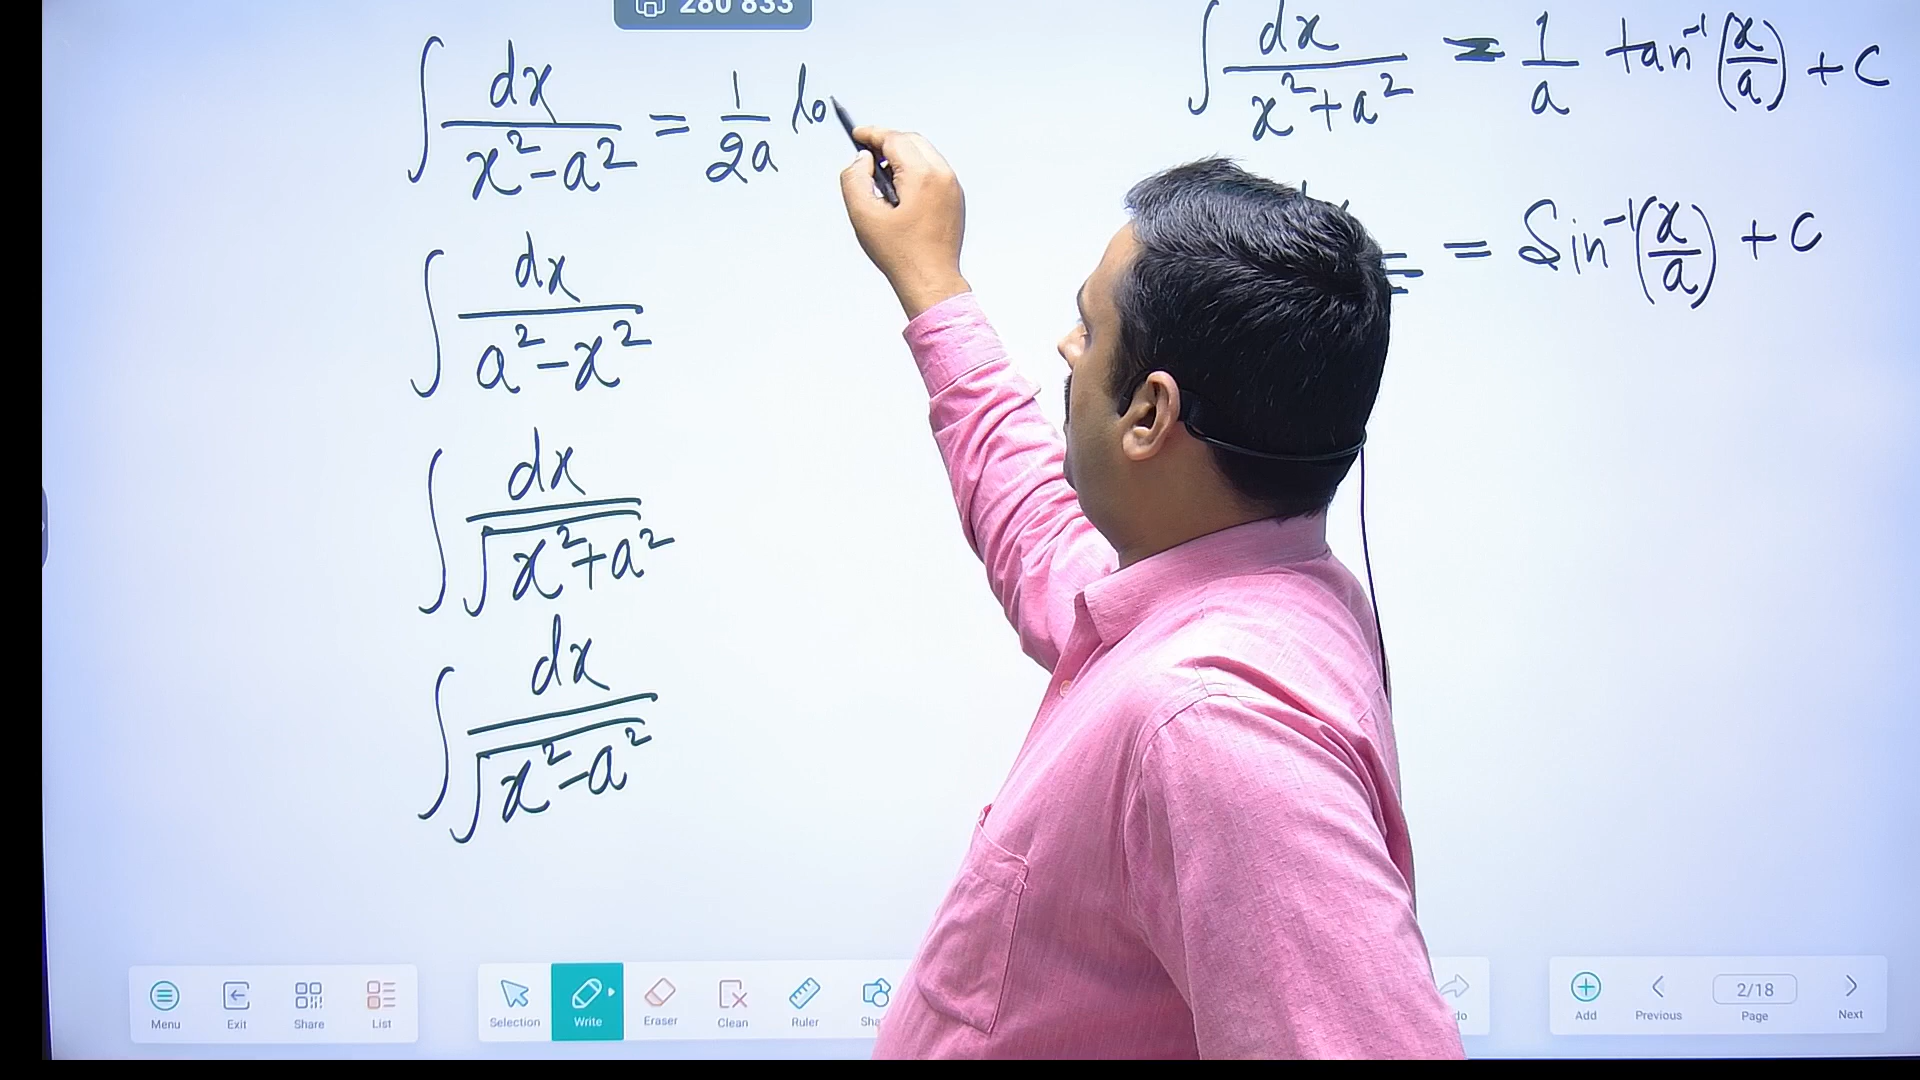 280 833
∫ dx / x² - a² = 1/2a lo
∫ dx / a² - x²
∫ dx / √x² + a²
∫ dx / √x² - a²
∫ dx / x² + a² = 1/a tan⁻¹(x/a) + C
= Sin⁻¹(x/a) + C
Menu Exit Share List Selection Write Eraser Clean Ruler Add Previous 2/18 Page Next